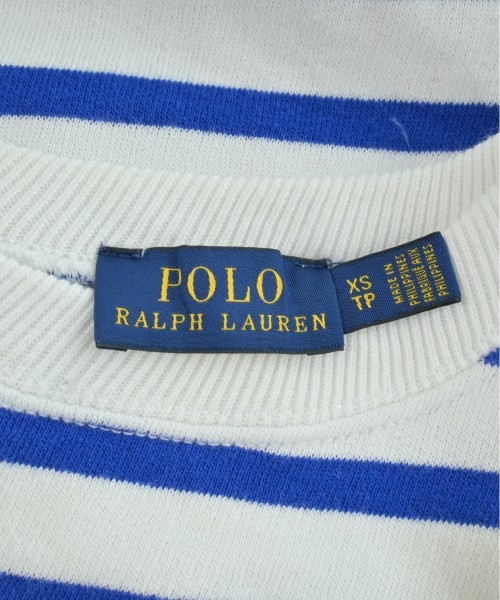 POLO
RALPH LAUREN
XS
TP
MADE IN
PHILIPPINES
FABRIQUÉ AUX
PHILIPPINES